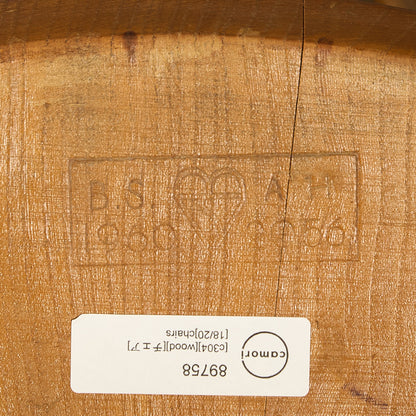 B.S. A H
1960 1956
camori
89758
[c304][wood][チェア]
[18/20]chairs